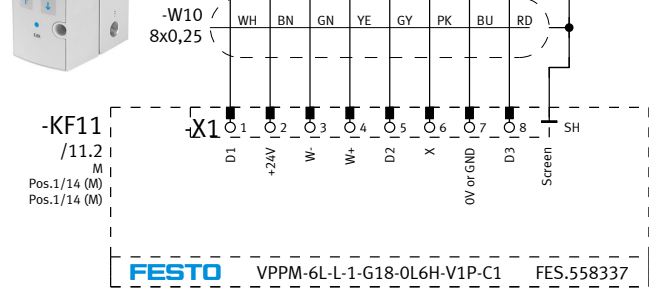 -W10
8x0,25
WH BN GN YE GY PK BU RD
-KF11
/11.2
M
Pos.1/14 (M)
Pos.1/14 (M)
-X1
1 2 3 4 5 6 7 8 SH
D1 +24V W- W+ D2 X 0V or GND D3 Screen
FESTO VPPM-6L-L-1-G18-0L6H-V1P-C1 FES.558337